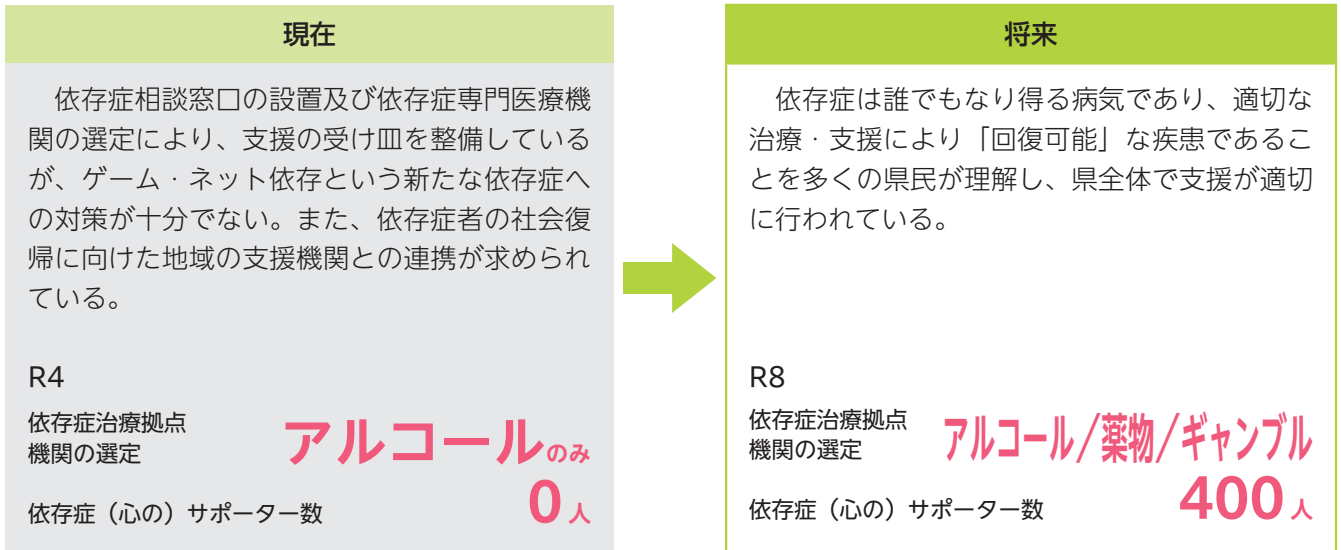 現在
　依存症相談窓口の設置及び依存症専門医療機
関の選定により、支援の受け皿を整備している
が、ゲーム・ネット依存という新たな依存症へ
の対策が十分でない。また、依存症者の社会復
帰に向けた地域の支援機関との連携が求められ
ている。
R4
依存症治療拠点
機関の選定
アルコールのみ
依存症（心の）サポーター数
0人
将来
　依存症は誰でもなり得る病気であり、適切な
治療・支援により「回復可能」な疾患であるこ
とを多くの県民が理解し、県全体で支援が適切
に行われている。
R8
依存症治療拠点
機関の選定
アルコール/薬物/ギャンブル
依存症（心の）サポーター数
400人